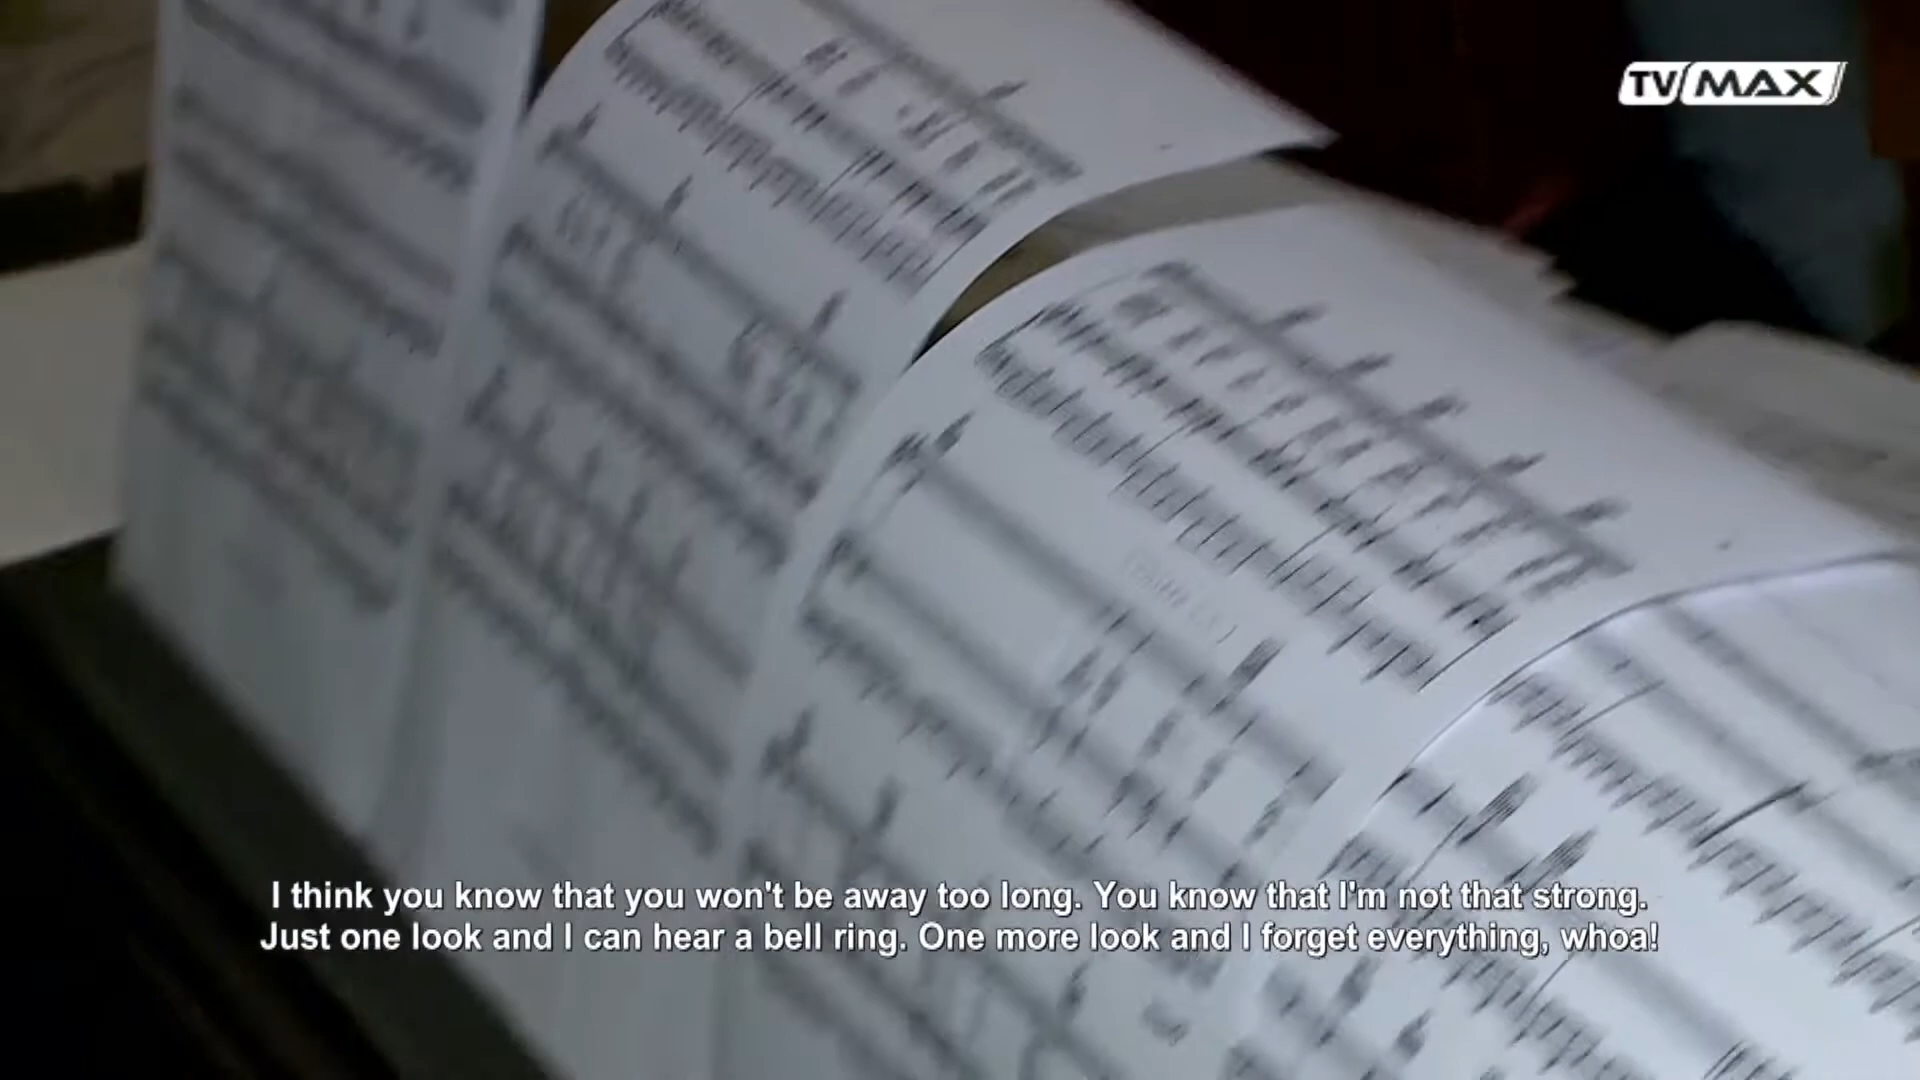 TV MAX
I think you know that you won't be away too long. You know that I'm not that strong.
Just one look and I can hear a bell ring. One more look and I forget everything, whoa!